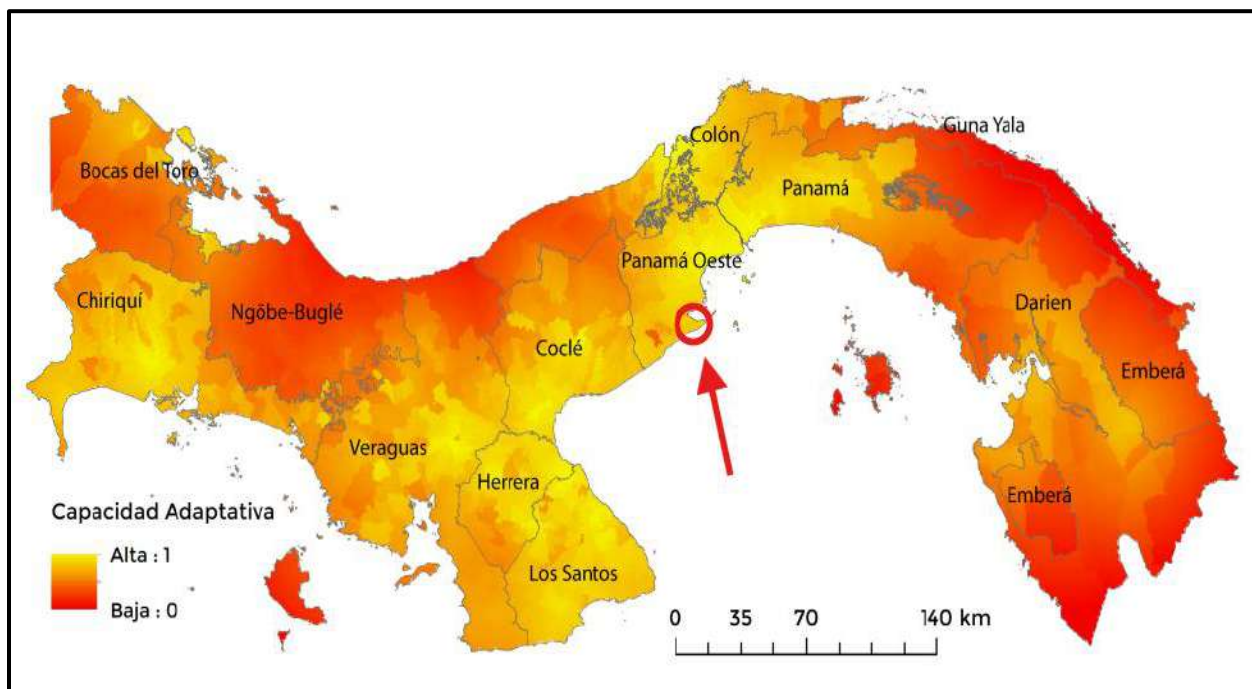 Guna Yala
Colón
Bocas del Toro
Panamá
Panamá Oeste
Chiriquí
Ngöbe-Buglé
Darien
Coclé
Emberá
Veraguas
Herrera
Emberá
Los Santos
Capacidad Adaptativa
Alta : 1
Baja : 0
0 35 70 140 km